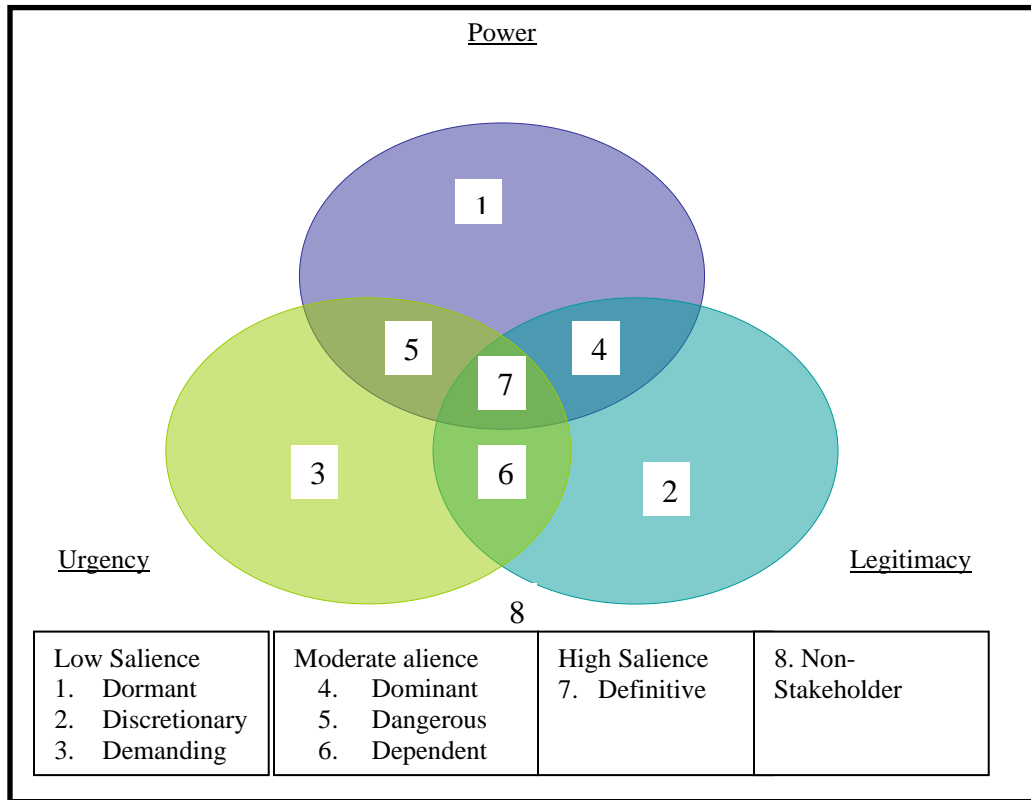 Power
1
5
4
7
3
6
2
Urgency
Legitimacy
8
Low Salience
1. Dormant
2. Discretionary
3. Demanding
Moderate alience
4. Dominant
5. Dangerous
6. Dependent
High Salience
7. Definitive
8. Non-
Stakeholder